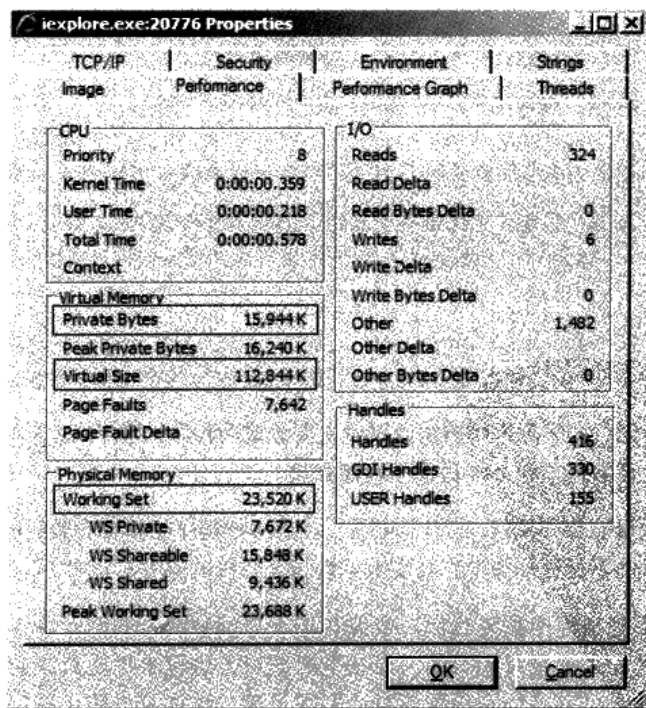 iexplore.exe:20776 Properties
TCP/IP Security Environment Strings
Image Performance Performance Graph Threads
CPU
Priority 8
Kernel Time 0:00:00.359
User Time 0:00:00.218
Total Time 0:00:00.578
Context
Virtual Memory
Private Bytes 15,944 K
Peak Private Bytes 16,240 K
Virtual Size 112,844 K
Page Faults 7,642
Page Fault Delta
Physical Memory
Working Set 23,520 K
WS Private 7,672 K
WS Shareable 15,848 K
WS Shared 9,436 K
Peak Working Set 23,688 K
I/O
Reads 324
Read Delta
Read Bytes Delta 0
Writes 6
Write Delta
Write Bytes Delta 0
Other 1,482
Other Delta
Other Bytes Delta 0
Handles
Handles 416
GDI Handles 330
USER Handles 155
OK Cancel